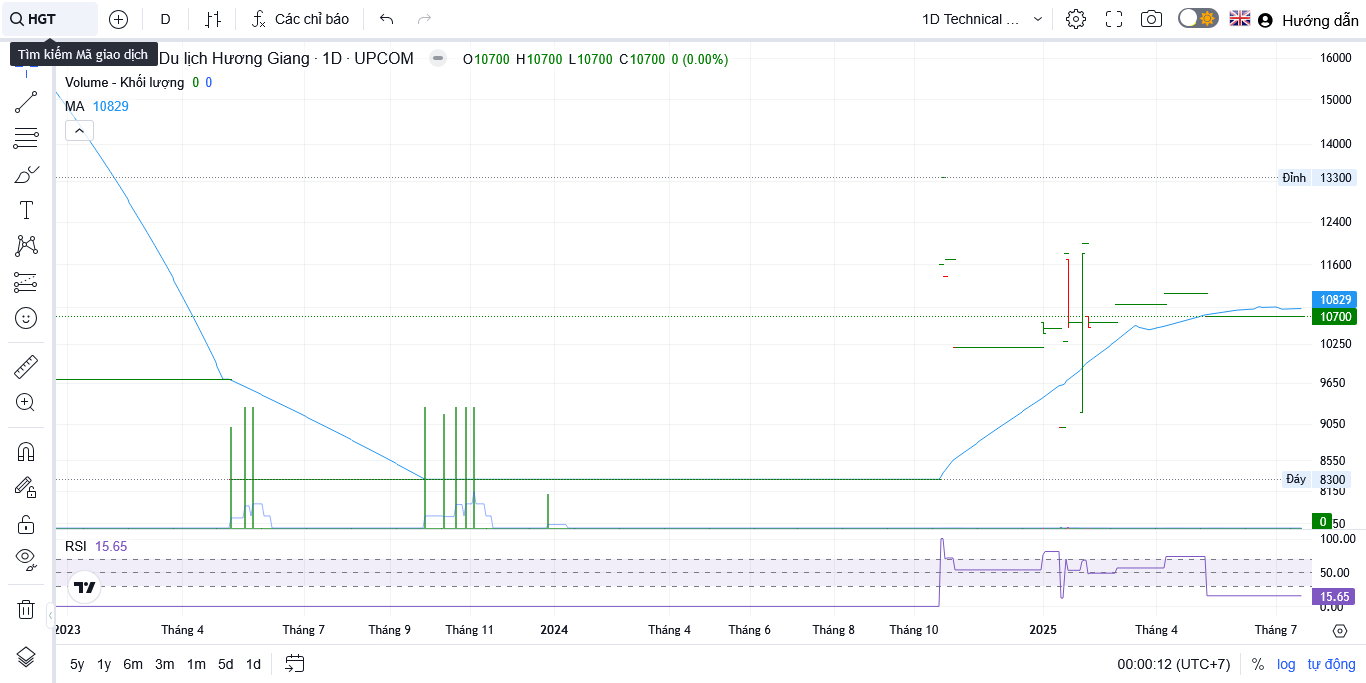 HGT
D
Các chỉ báo
1D Technical ...
Hướng dẫn
Tìm kiếm Mã giao dịch
Du lịch Hương Giang · 1D · UPCOM
O10700 H10700 L10700 C10700 0 (0.00%)
Volume - Khối lượng 0 0
MA 10829
16000
15000
14000
Đỉnh 13300
12400
11600
10829
10700
10250
9650
9050
8550
Đáy 8300
8150
0
50
RSI 15.65
100.00
50.00
15.65
0.00
2023 Tháng 4 Tháng 7 Tháng 9 Tháng 11 2024 Tháng 4 Tháng 6 Tháng 8 Tháng 10 2025 Tháng 4 Tháng 7
5y 1y 6m 3m 1m 5d 1d
00:00:12 (UTC+7) % log tự động